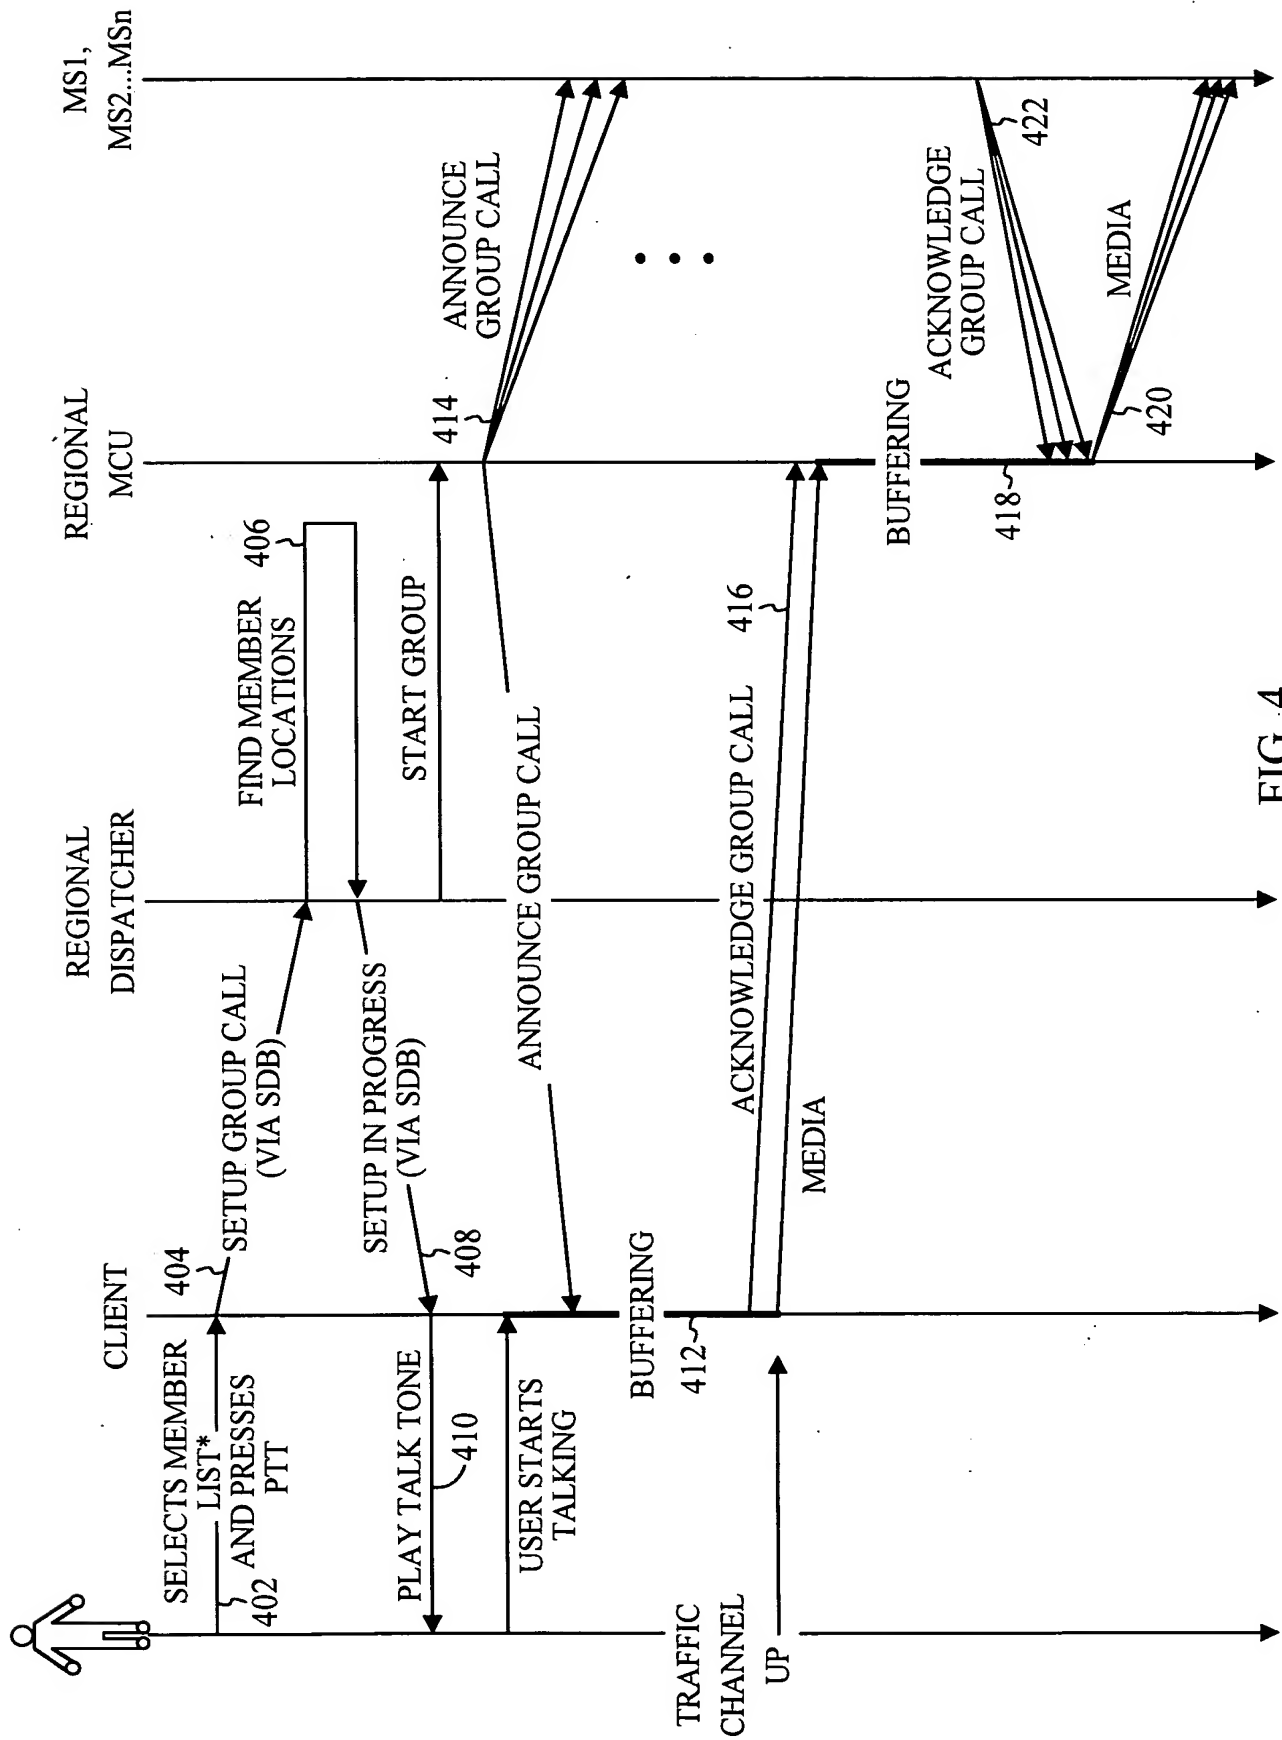 CLIENT
REGIONAL
DISPATCHER
REGIONAL
MCU
MS1,
MS2...MSn
SELECTS MEMBER
LIST*
AND PRESSES
PTT
402
404
SETUP GROUP CALL
(VIA SDB)
FIND MEMBER
LOCATIONS
406
SETUP IN PROGRESS
(VIA SDB)
408
PLAY TALK TONE
410
START GROUP
414
ANNOUNCE
GROUP CALL
USER STARTS
TALKING
ANNOUNCE GROUP CALL
BUFFERING
412
TRAFFIC
CHANNEL
UP
ACKNOWLEDGE GROUP CALL
416
MEDIA
BUFFERING
418
ACKNOWLEDGE
GROUP CALL
422
MEDIA
420
FIG. 4